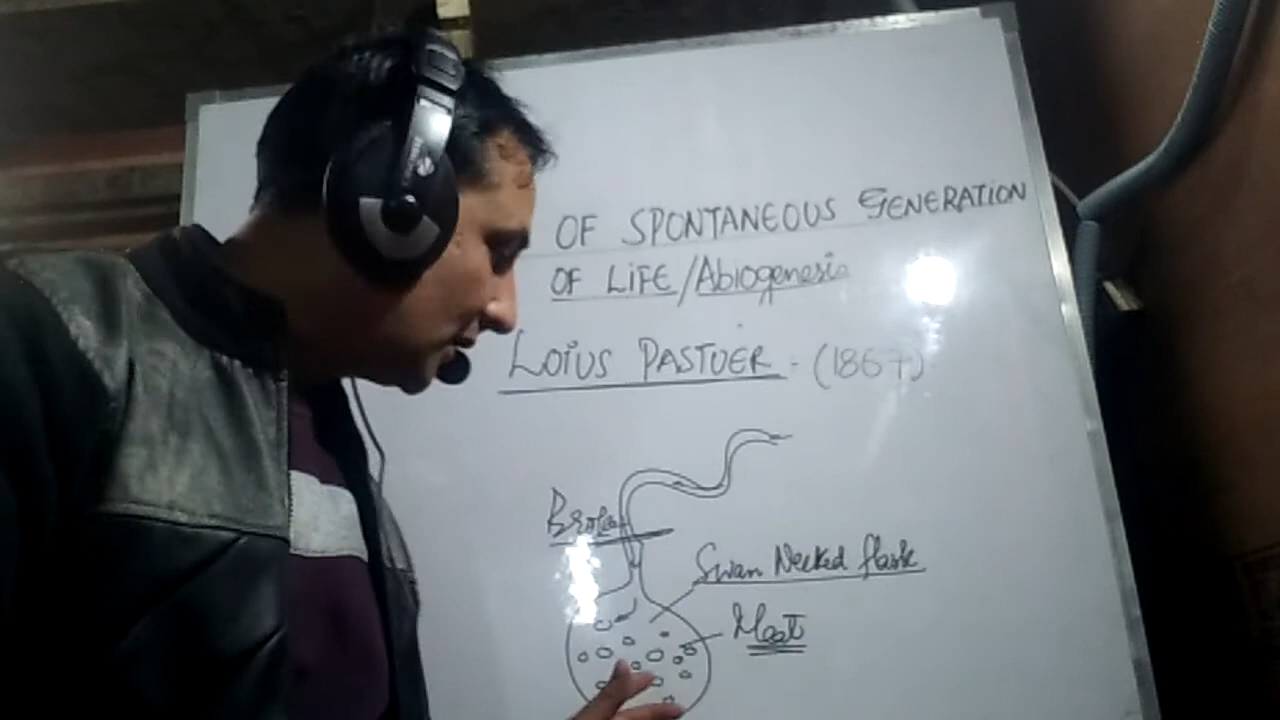 OF SPONTANEOUS GENERATION
OF LIFE/Abiogenesis
LOIUS PASTUER - (1867)
Broken
Swan Necked flask
Meat